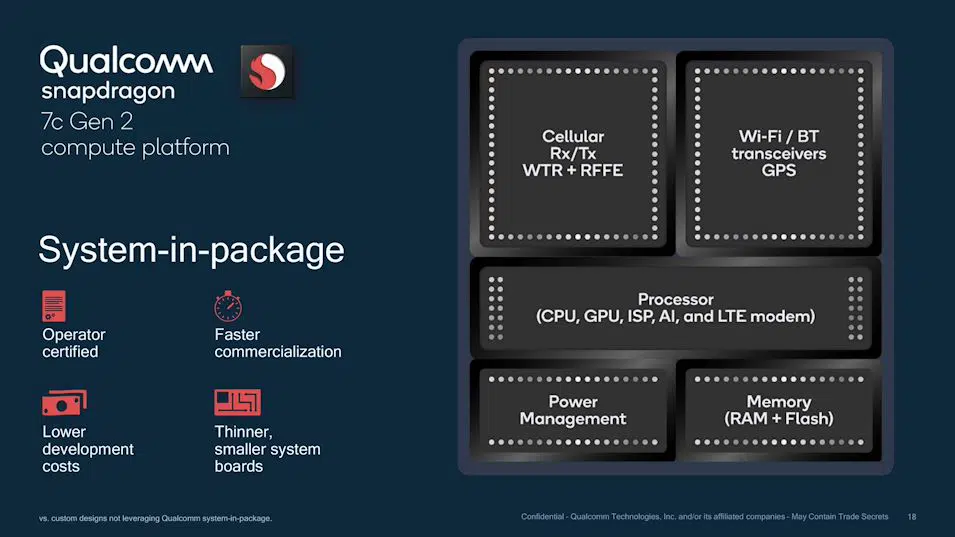 Qualcomm
snapdragon
7c Gen 2
compute platform
System-in-package
Operator
certified
Faster
commercialization
Lower
development
costs
Thinner,
smaller system
boards
Cellular
Rx/Tx
WTR + RFFE
Wi-Fi / BT
transceivers
GPS
Processor
(CPU, GPU, ISP, AI, and LTE modem)
Power
Management
Memory
(RAM + Flash)
vs. custom designs not leveraging Qualcomm system-in-package.
Confidential - Qualcomm Technologies, Inc. and/or its affiliated companies - May Contain Trade Secrets
18